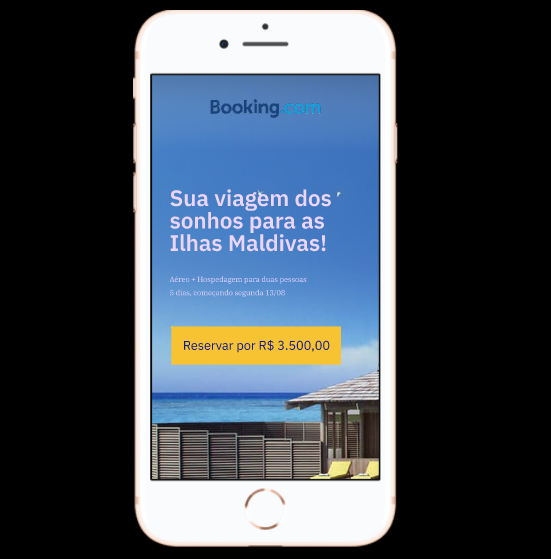 Booking.com
Sua viagem dos
sonhos para as
Ilhas Maldivas!
Aéreo + Hospedagem para duas pessoas
5 dias, começando segunda 13/08
Reservar por R$ 3.500,00